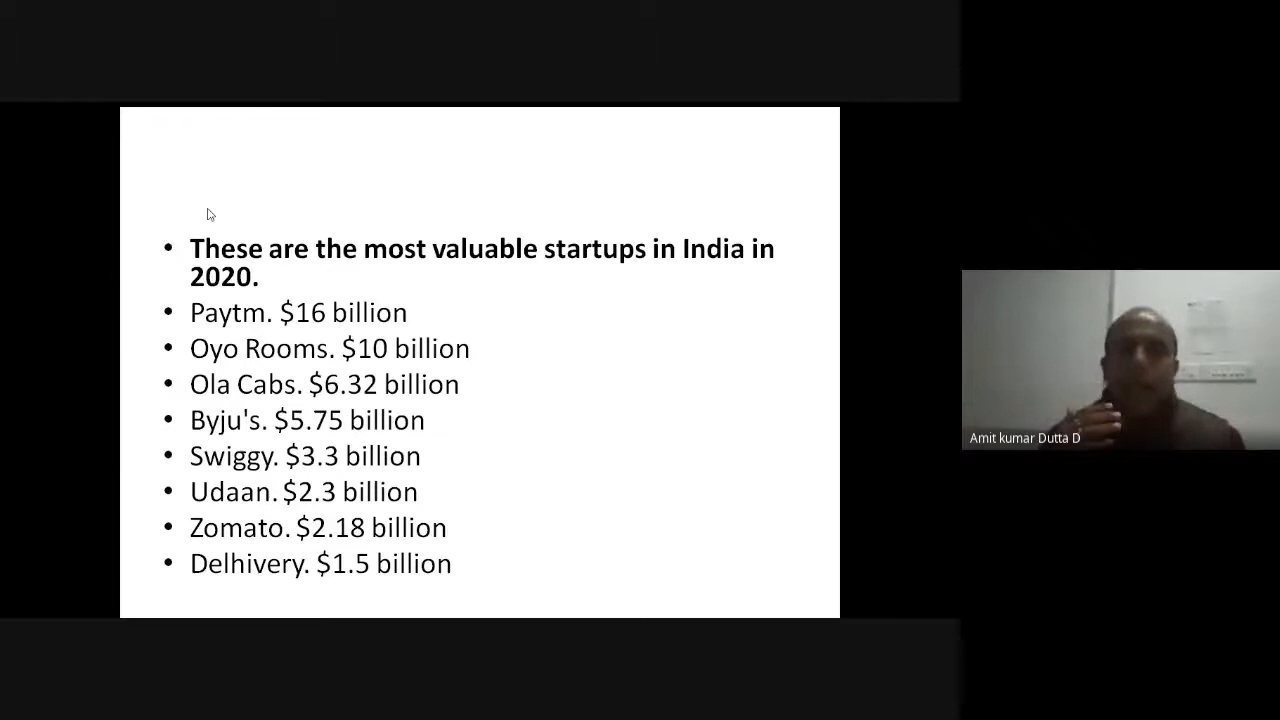 • These are the most valuable startups in India in
2020.
• Paytm. $16 billion
• Oyo Rooms. $10 billion
• Ola Cabs. $6.32 billion
• Byju's. $5.75 billion
• Swiggy. $3.3 billion
• Udaan. $2.3 billion
• Zomato. $2.18 billion
• Delhivery. $1.5 billion
Amit kumar Dutta D